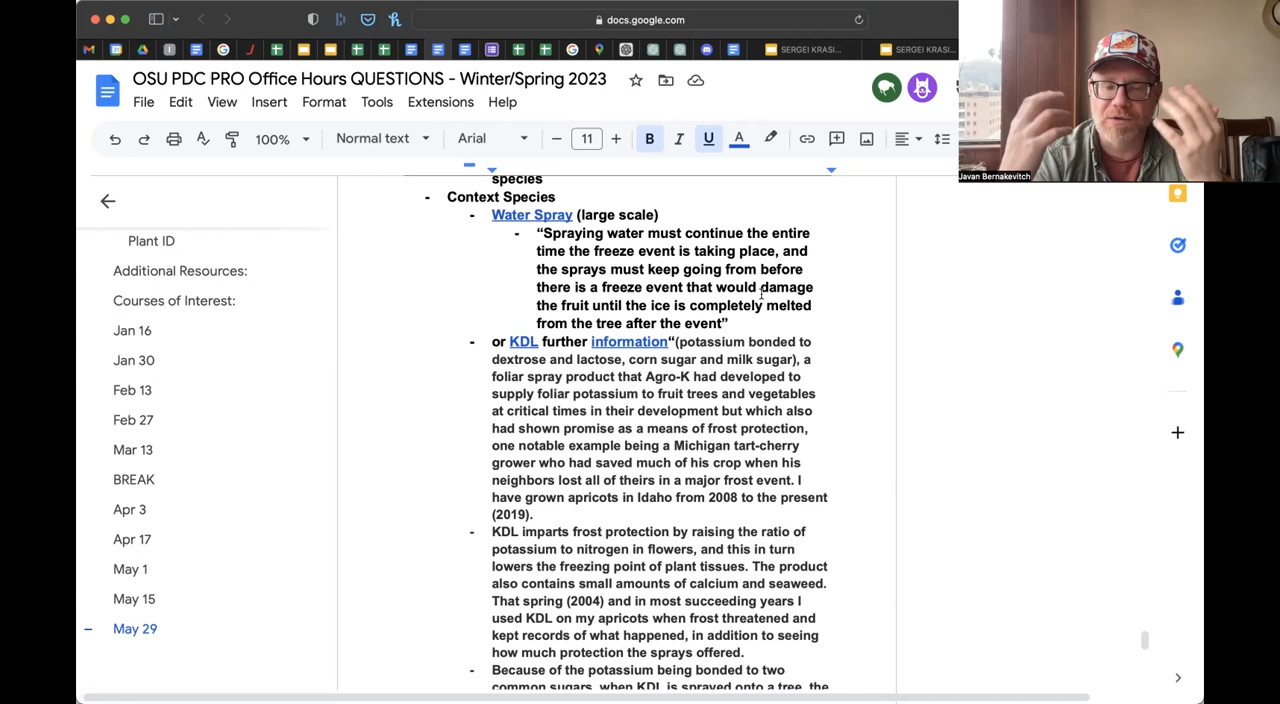 docs.google.com
SERGEI KRASI...
SERGEI KRASI...
OSU PDC PRO Office Hours QUESTIONS - Winter/Spring 2023
File Edit View Insert Format Tools Extensions Help
100% Normal text Arial 11 B I U A
Javan Bernakevitch
Plant ID
Additional Resources:
Courses of Interest:
Jan 16
Jan 30
Feb 13
Feb 27
Mar 13
BREAK
Apr 3
Apr 17
May 1
May 15
May 29
species
- Context Species
- Water Spray (large scale)
- “Spraying water must continue the entire
time the freeze event is taking place, and
the sprays must keep going from before
there is a freeze event that would damage
the fruit until the ice is completely melted
from the tree after the event”
- or KDL further information“(potassium bonded to
dextrose and lactose, corn sugar and milk sugar), a
foliar spray product that Agro-K had developed to
supply foliar potassium to fruit trees and vegetables
at critical times in their development but which also
had shown promise as a means of frost protection,
one notable example being a Michigan tart-cherry
grower who had saved much of his crop when his
neighbors lost all of theirs in a major frost event. I
have grown apricots in Idaho from 2008 to the present
(2019).
- KDL imparts frost protection by raising the ratio of
potassium to nitrogen in flowers, and this in turn
lowers the freezing point of plant tissues. The product
also contains small amounts of calcium and seaweed.
That spring (2004) and in most succeeding years I
used KDL on my apricots when frost threatened and
kept records of what happened, in addition to seeing
how much protection the sprays offered.
- Because of the potassium being bonded to two
common sugars, when KDL is sprayed onto a tree, the